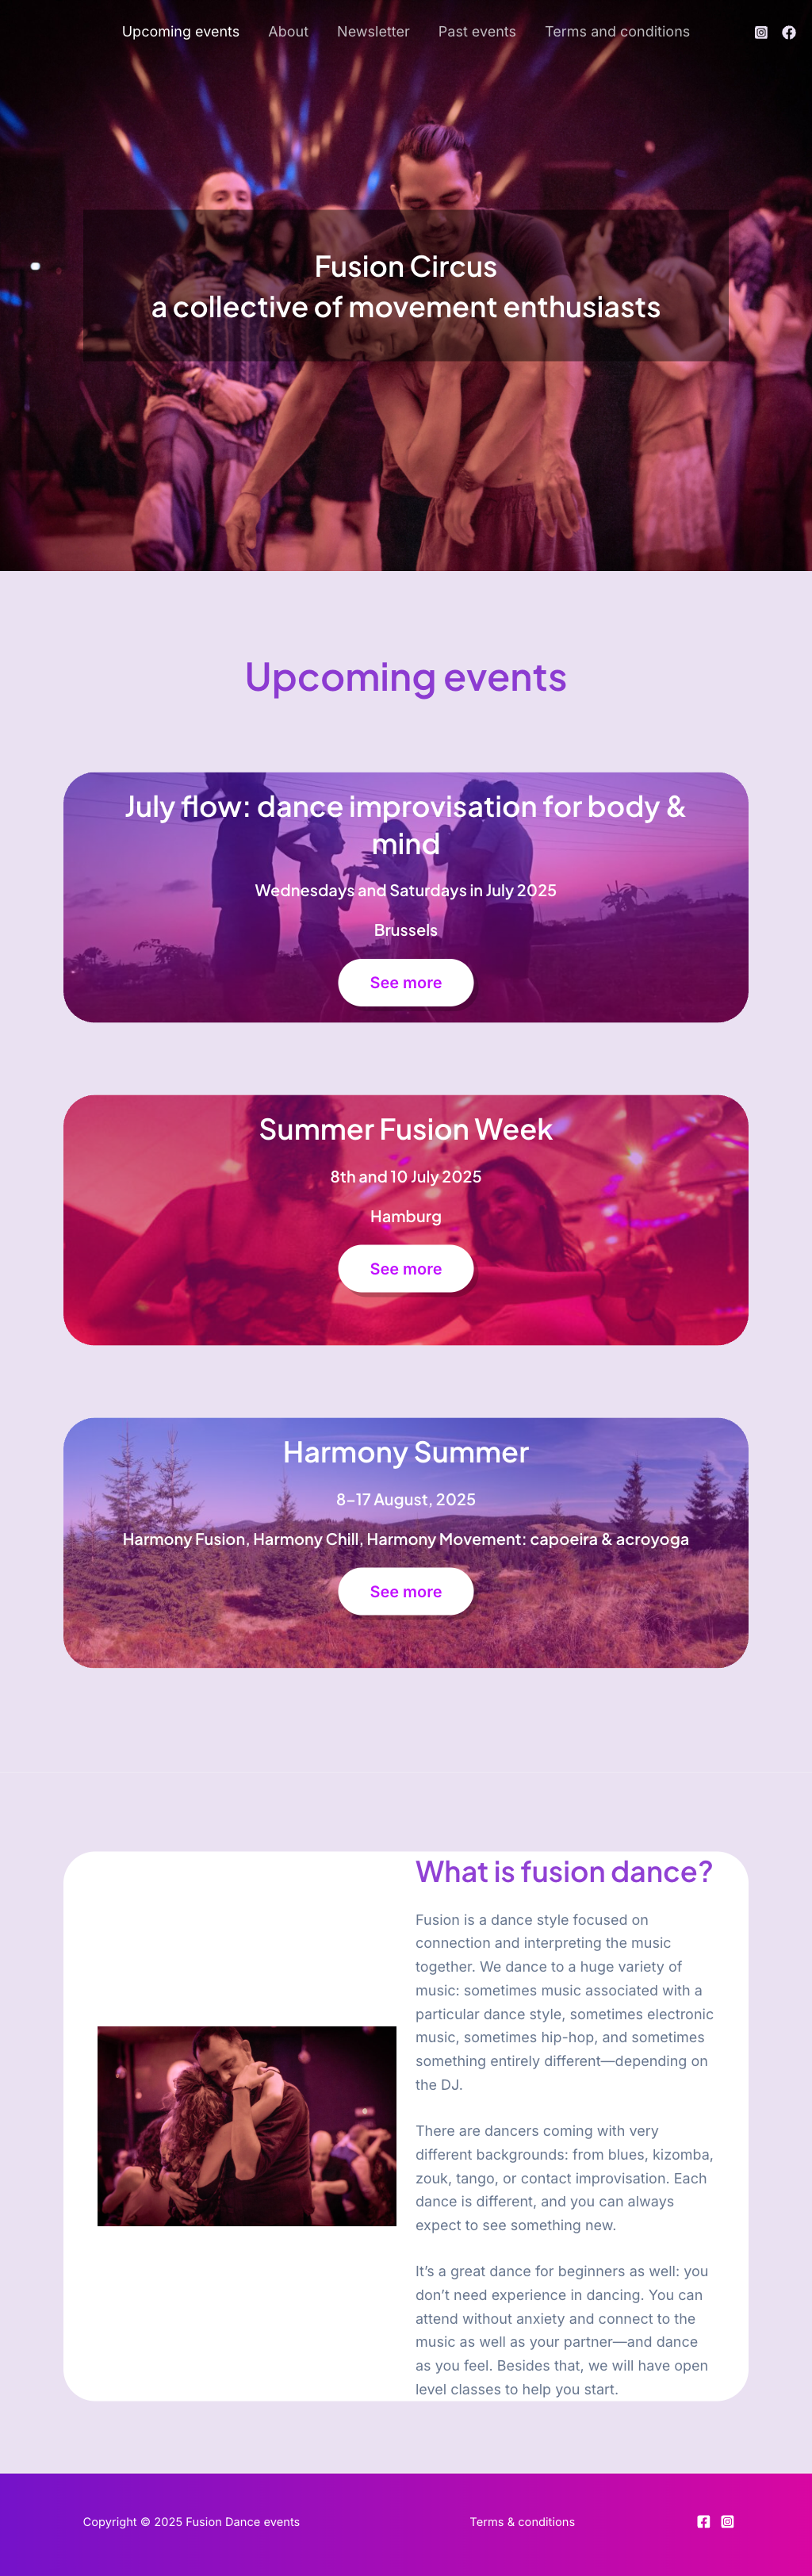 Upcoming events About Newsletter Past events Terms and conditions
Fusion Circus
a collective of movement enthusiasts
Upcoming events
July flow: dance improvisation for body &
mind
Wednesdays and Saturdays in July 2025
Brussels
See more
Summer Fusion Week
8th and 10 July 2025
Hamburg
See more
Harmony Summer
8–17 August, 2025
Harmony Fusion, Harmony Chill, Harmony Movement: capoeira & acroyoga
See more
What is fusion dance?
Fusion is a dance style focused on
connection and interpreting the music
together. We dance to a huge variety of
music: sometimes music associated with a
particular dance style, sometimes electronic
music, sometimes hip-hop, and sometimes
something entirely different—depending on
the DJ.
There are dancers coming with very
different backgrounds: from blues, kizomba,
zouk, tango, or contact improvisation. Each
dance is different, and you can always
expect to see something new.
It’s a great dance for beginners as well: you
don’t need experience in dancing. You can
attend without anxiety and connect to the
music as well as your partner—and dance
as you feel. Besides that, we will have open
level classes to help you start.
Copyright © 2025 Fusion Dance events
Terms & conditions